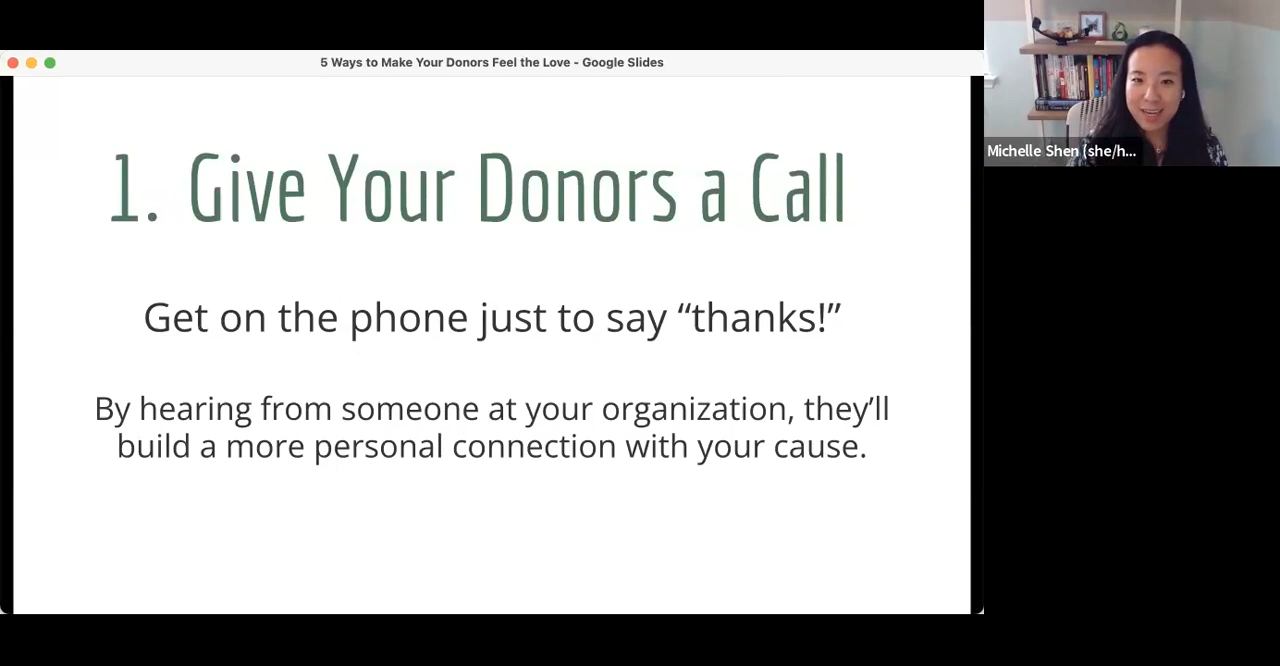 5 Ways to Make Your Donors Feel the Love - Google Slides
1. Give Your Donors a Call
Get on the phone just to say “thanks!”
By hearing from someone at your organization, they’ll
build a more personal connection with your cause.
Michelle Shen (she/h...